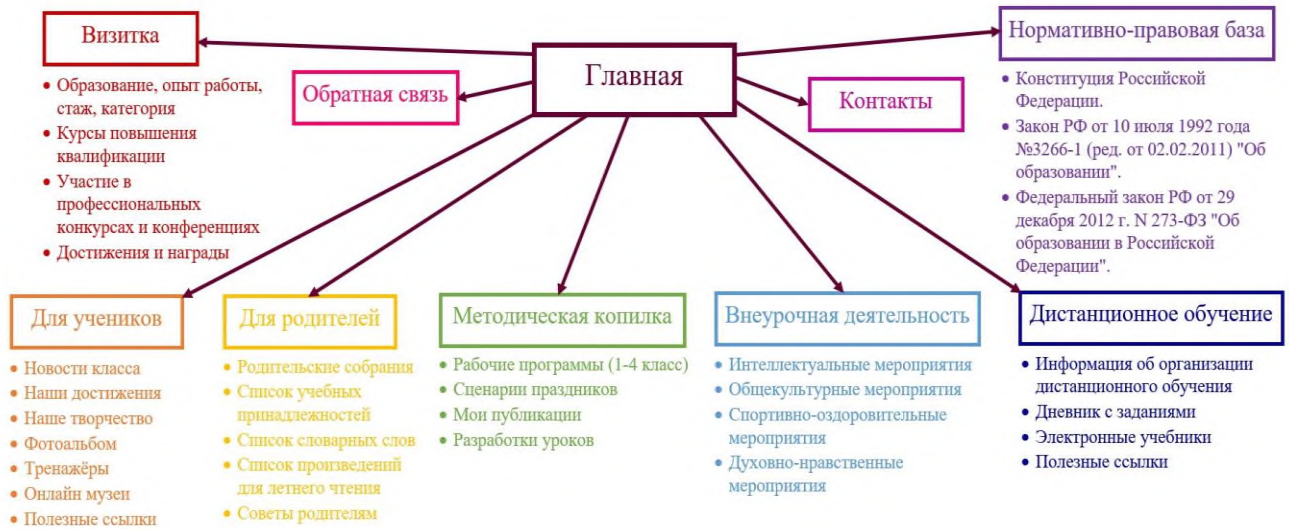 Главная
Визитка
• Образование, опыт работы,
стаж, категория
• Курсы повышения
квалификации
• Участие в
профессиональных
конкурсах и конференциях
• Достижения и награды
Обратная связь
Контакты
Нормативно-правовая база
• Конституция Российской
Федерации.
• Закон РФ от 10 июля 1992 года
№3266-1 (ред. от 02.02.2011) "Об
образовании".
• Федеральный закон РФ от 29
декабря 2012 г. N 273-ФЗ "Об
образовании в Российской
Федерации".
Для учеников
• Новости класса
• Наши достижения
• Наше творчество
• Фотоальбом
• Тренажёры
• Онлайн музеи
• Полезные ссылки
Для родителей
• Родительские собрания
• Список учебных
принадлежностей
• Список словарных слов
• Список произведений
для летнего чтения
• Советы родителям
Методическая копилка
• Рабочие программы (1-4 класс)
• Сценарии праздников
• Мои публикации
• Разработки уроков
Внеурочная деятельность
• Интеллектуальные мероприятия
• Общекультурные мероприятия
• Спортивно-оздоровительные
мероприятия
• Духовно-нравственные
мероприятия
Дистанционное обучение
• Информация об организации
дистанционного обучения
• Дневник с заданиями
• Электронные учебники
• Полезные ссылки